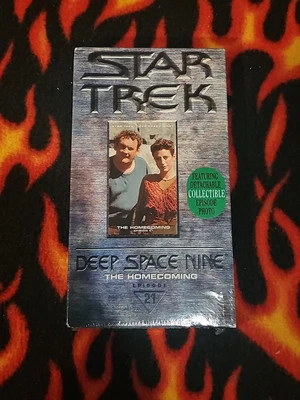 STAR
TREK
FEATURING
DETACHABLE
COLLECTIBLE
EPISODE
PHOTO
THE HOMECOMING
DEEP SPACE NINE
THE HOMECOMING
EPISODE
21